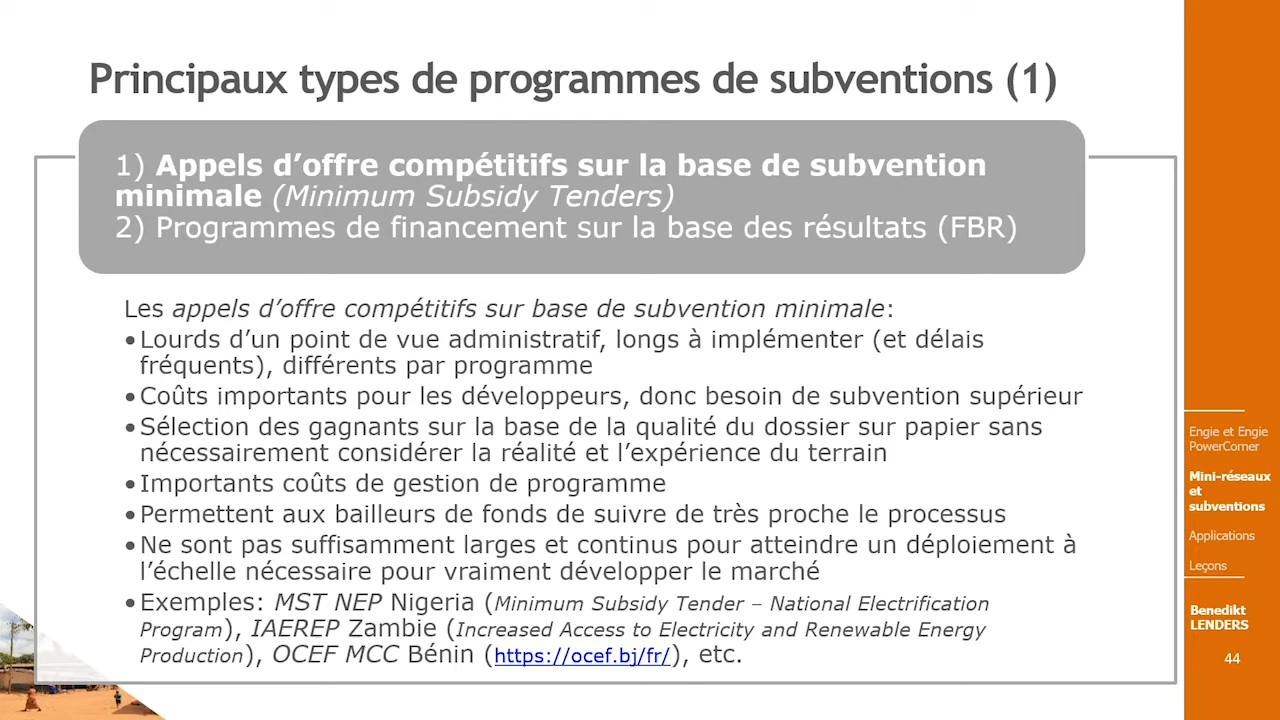 Principaux types de programmes de subventions (1)
1) Appels d’offre compétitifs sur la base de subvention
minimale (Minimum Subsidy Tenders)
2) Programmes de financement sur la base des résultats (FBR)
Les appels d’offre compétitifs sur base de subvention minimale:
•Lourds d’un point de vue administratif, longs à implémenter (et délais
fréquents), différents par programme
•Coûts importants pour les développeurs, donc besoin de subvention supérieur
•Sélection des gagnants sur la base de la qualité du dossier sur papier sans
nécessairement considérer la réalité et l’expérience du terrain
•Importants coûts de gestion de programme
•Permettent aux bailleurs de fonds de suivre de très proche le processus
•Ne sont pas suffisamment larges et continus pour atteindre un déploiement à
l’échelle nécessaire pour vraiment développer le marché
•Exemples: MST NEP Nigeria (Minimum Subsidy Tender – National Electrification
Program), IAEREP Zambie (Increased Access to Electricity and Renewable Energy
Production), OCEF MCC Bénin (https://ocef.bj/fr/), etc.
Engie et Engie
PowerCorner
Mini-réseaux
et
subventions
Applications
Leçons
Benedikt
LENDERS
44